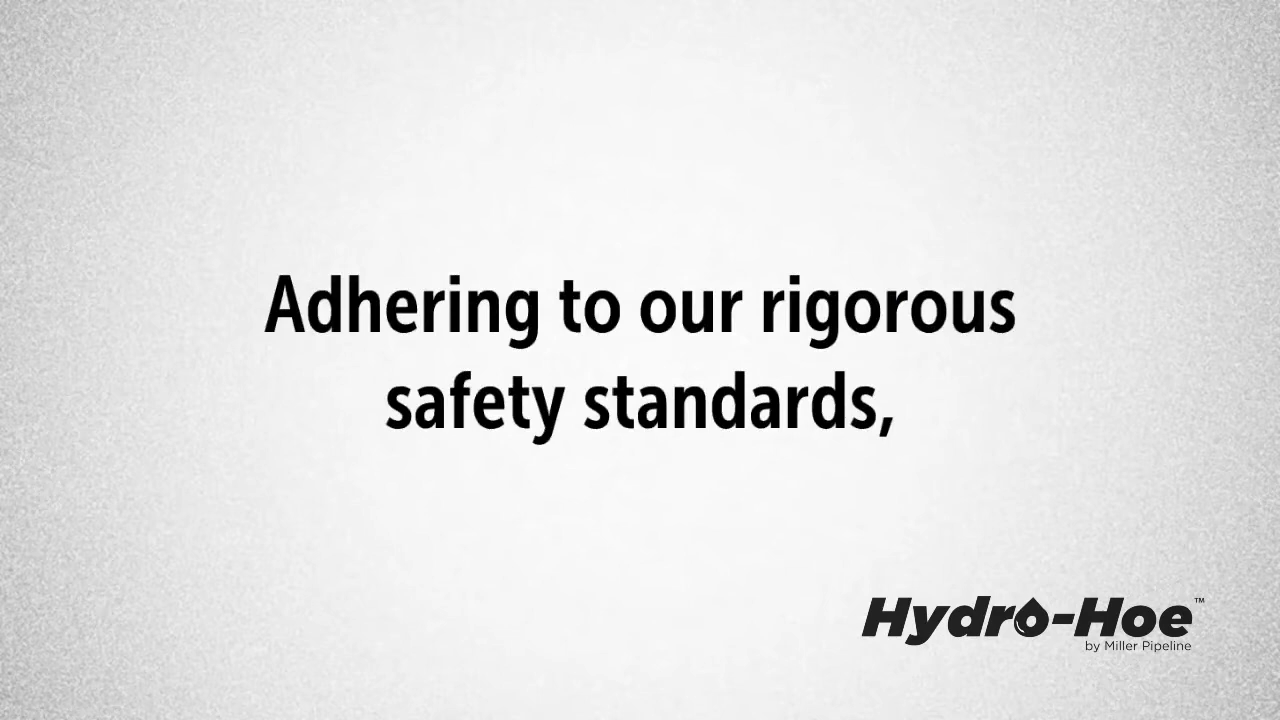 Adhering to our rigorous
safety standards,
Hydro-Hoe™
by Miller Pipeline